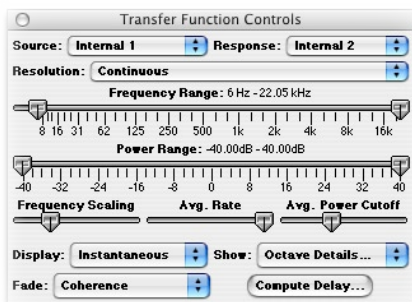 Transfer Function Controls
Source: Internal 1 Response: Internal 2
Resolution: Continuous
Frequency Range: 6 Hz - 22.05 kHz
8 16 31 62 125 250 500 1k 2k 4k 8k 16k
Power Range: -40.00dB - 40.00dB
-40 -32 -24 -16 -8 0 8 16 24 32 40
Frequency Scaling Avg. Rate Avg. Power Cutoff
Display: Instantaneous Show: Octave Details...
Fade: Coherence Compute Delay...